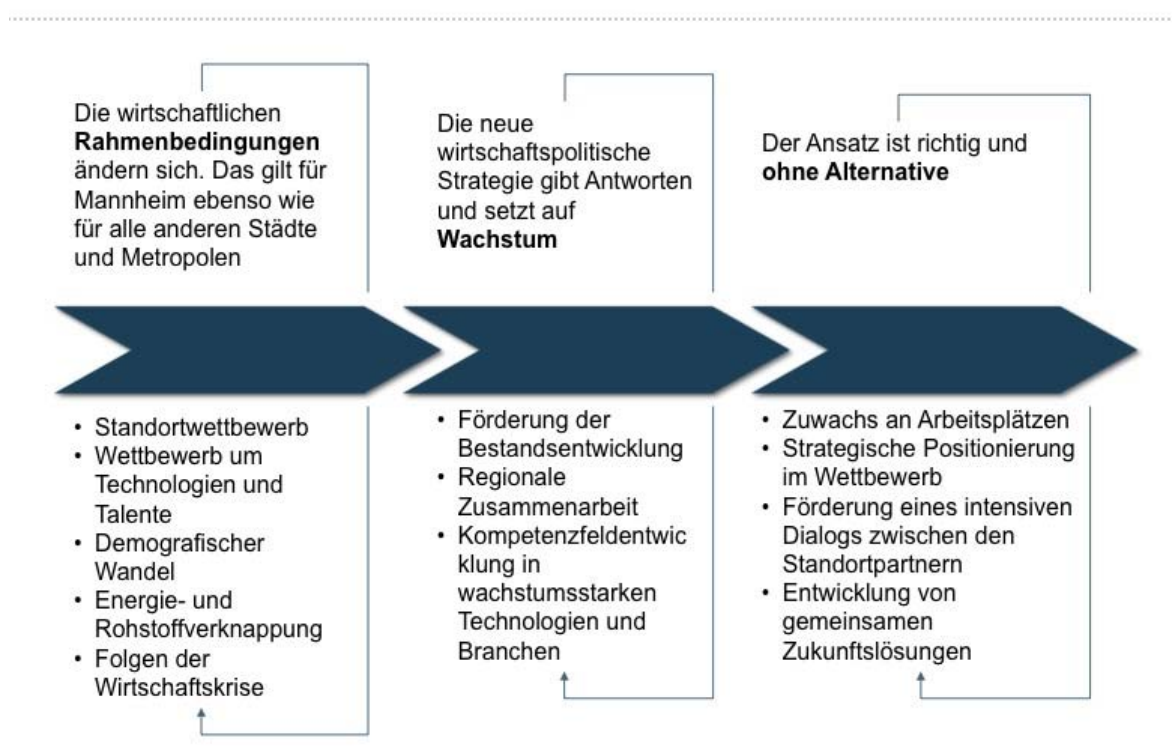 Die wirtschaftlichen
Rahmenbedingungen
ändern sich. Das gilt für
Mannheim ebenso wie
für alle anderen Städte
und Metropolen
Die neue
wirtschaftspolitische
Strategie gibt Antworten
und setzt auf
Wachstum
Der Ansatz ist richtig und
ohne Alternative
• Standortwettbewerb
• Wettbewerb um
Technologien und
Talente
• Demografischer
Wandel
• Energie- und
Rohstoffverknappung
• Folgen der
Wirtschaftskrise
• Förderung der
Bestandsentwicklung
• Regionale
Zusammenarbeit
• Kompetenzfeldentwic
klung in
wachstumsstarken
Technologien und
Branchen
• Zuwachs an Arbeitsplätzen
• Strategische Positionierung
im Wettbewerb
• Förderung eines intensiven
Dialogs zwischen den
Standortpartnern
• Entwicklung von
gemeinsamen
Zukunftslösungen